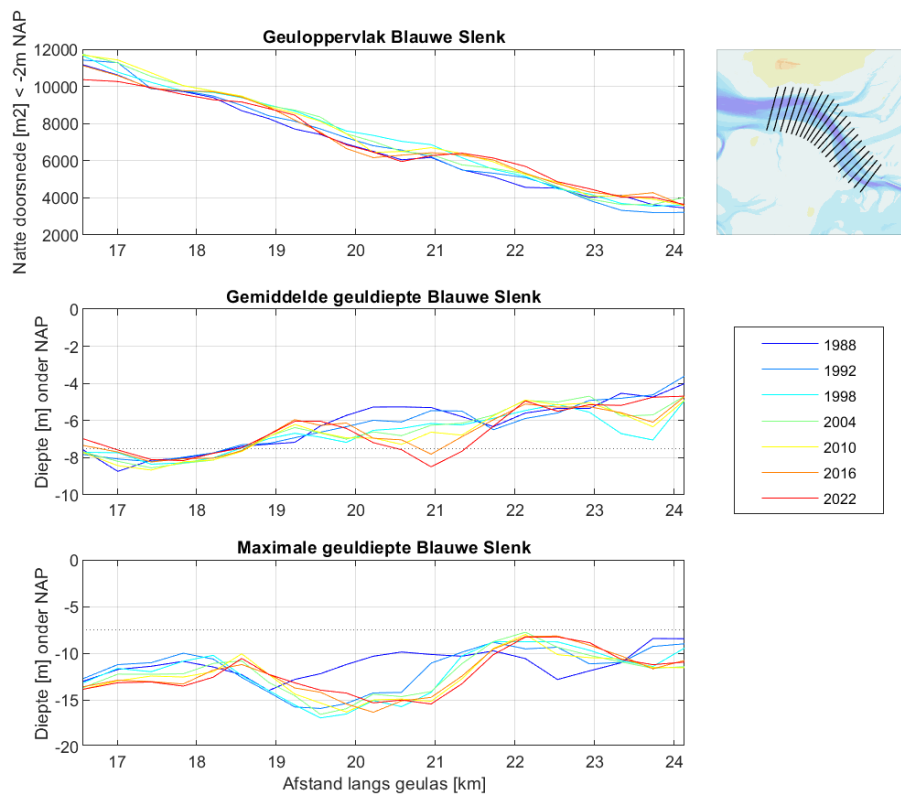 Geuloppervlak Blauwe Slenk
Natte doorsnede [m2] < -2m NAP
12000
10000
8000
6000
4000
2000
17 18 19 20 21 22 23 24
Gemiddelde geuldiepte Blauwe Slenk
Diepte [m] onder NAP
0
-2
-4
-6
-8
-10
17 18 19 20 21 22 23 24
1988
1992
1998
2004
2010
2016
2022
Maximale geuldiepte Blauwe Slenk
Diepte [m] onder NAP
0
-5
-10
-15
-20
17 18 19 20 21 22 23 24
Afstand langs geulas [km]